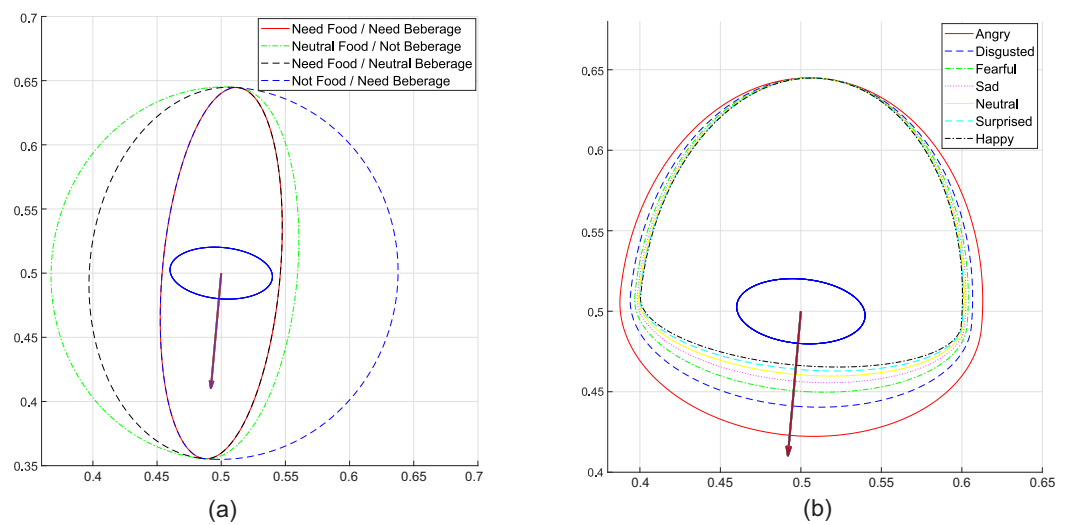 0.7
0.65
0.6
0.55
0.5
0.45
0.4
0.35
0.4
0.45
0.5
0.55
0.6
0.65
0.7
Need Food / Need Beberage
Neutral Food / Not Beberage
Need Food / Neutral Beberage
Not Food / Need Beberage
(a)
0.65
0.6
0.55
0.5
0.45
0.4
0.4
0.45
0.5
0.55
0.6
0.65
Angry
Disgusted
Fearful
Sad
Neutral
Surprised
Happy
(b)